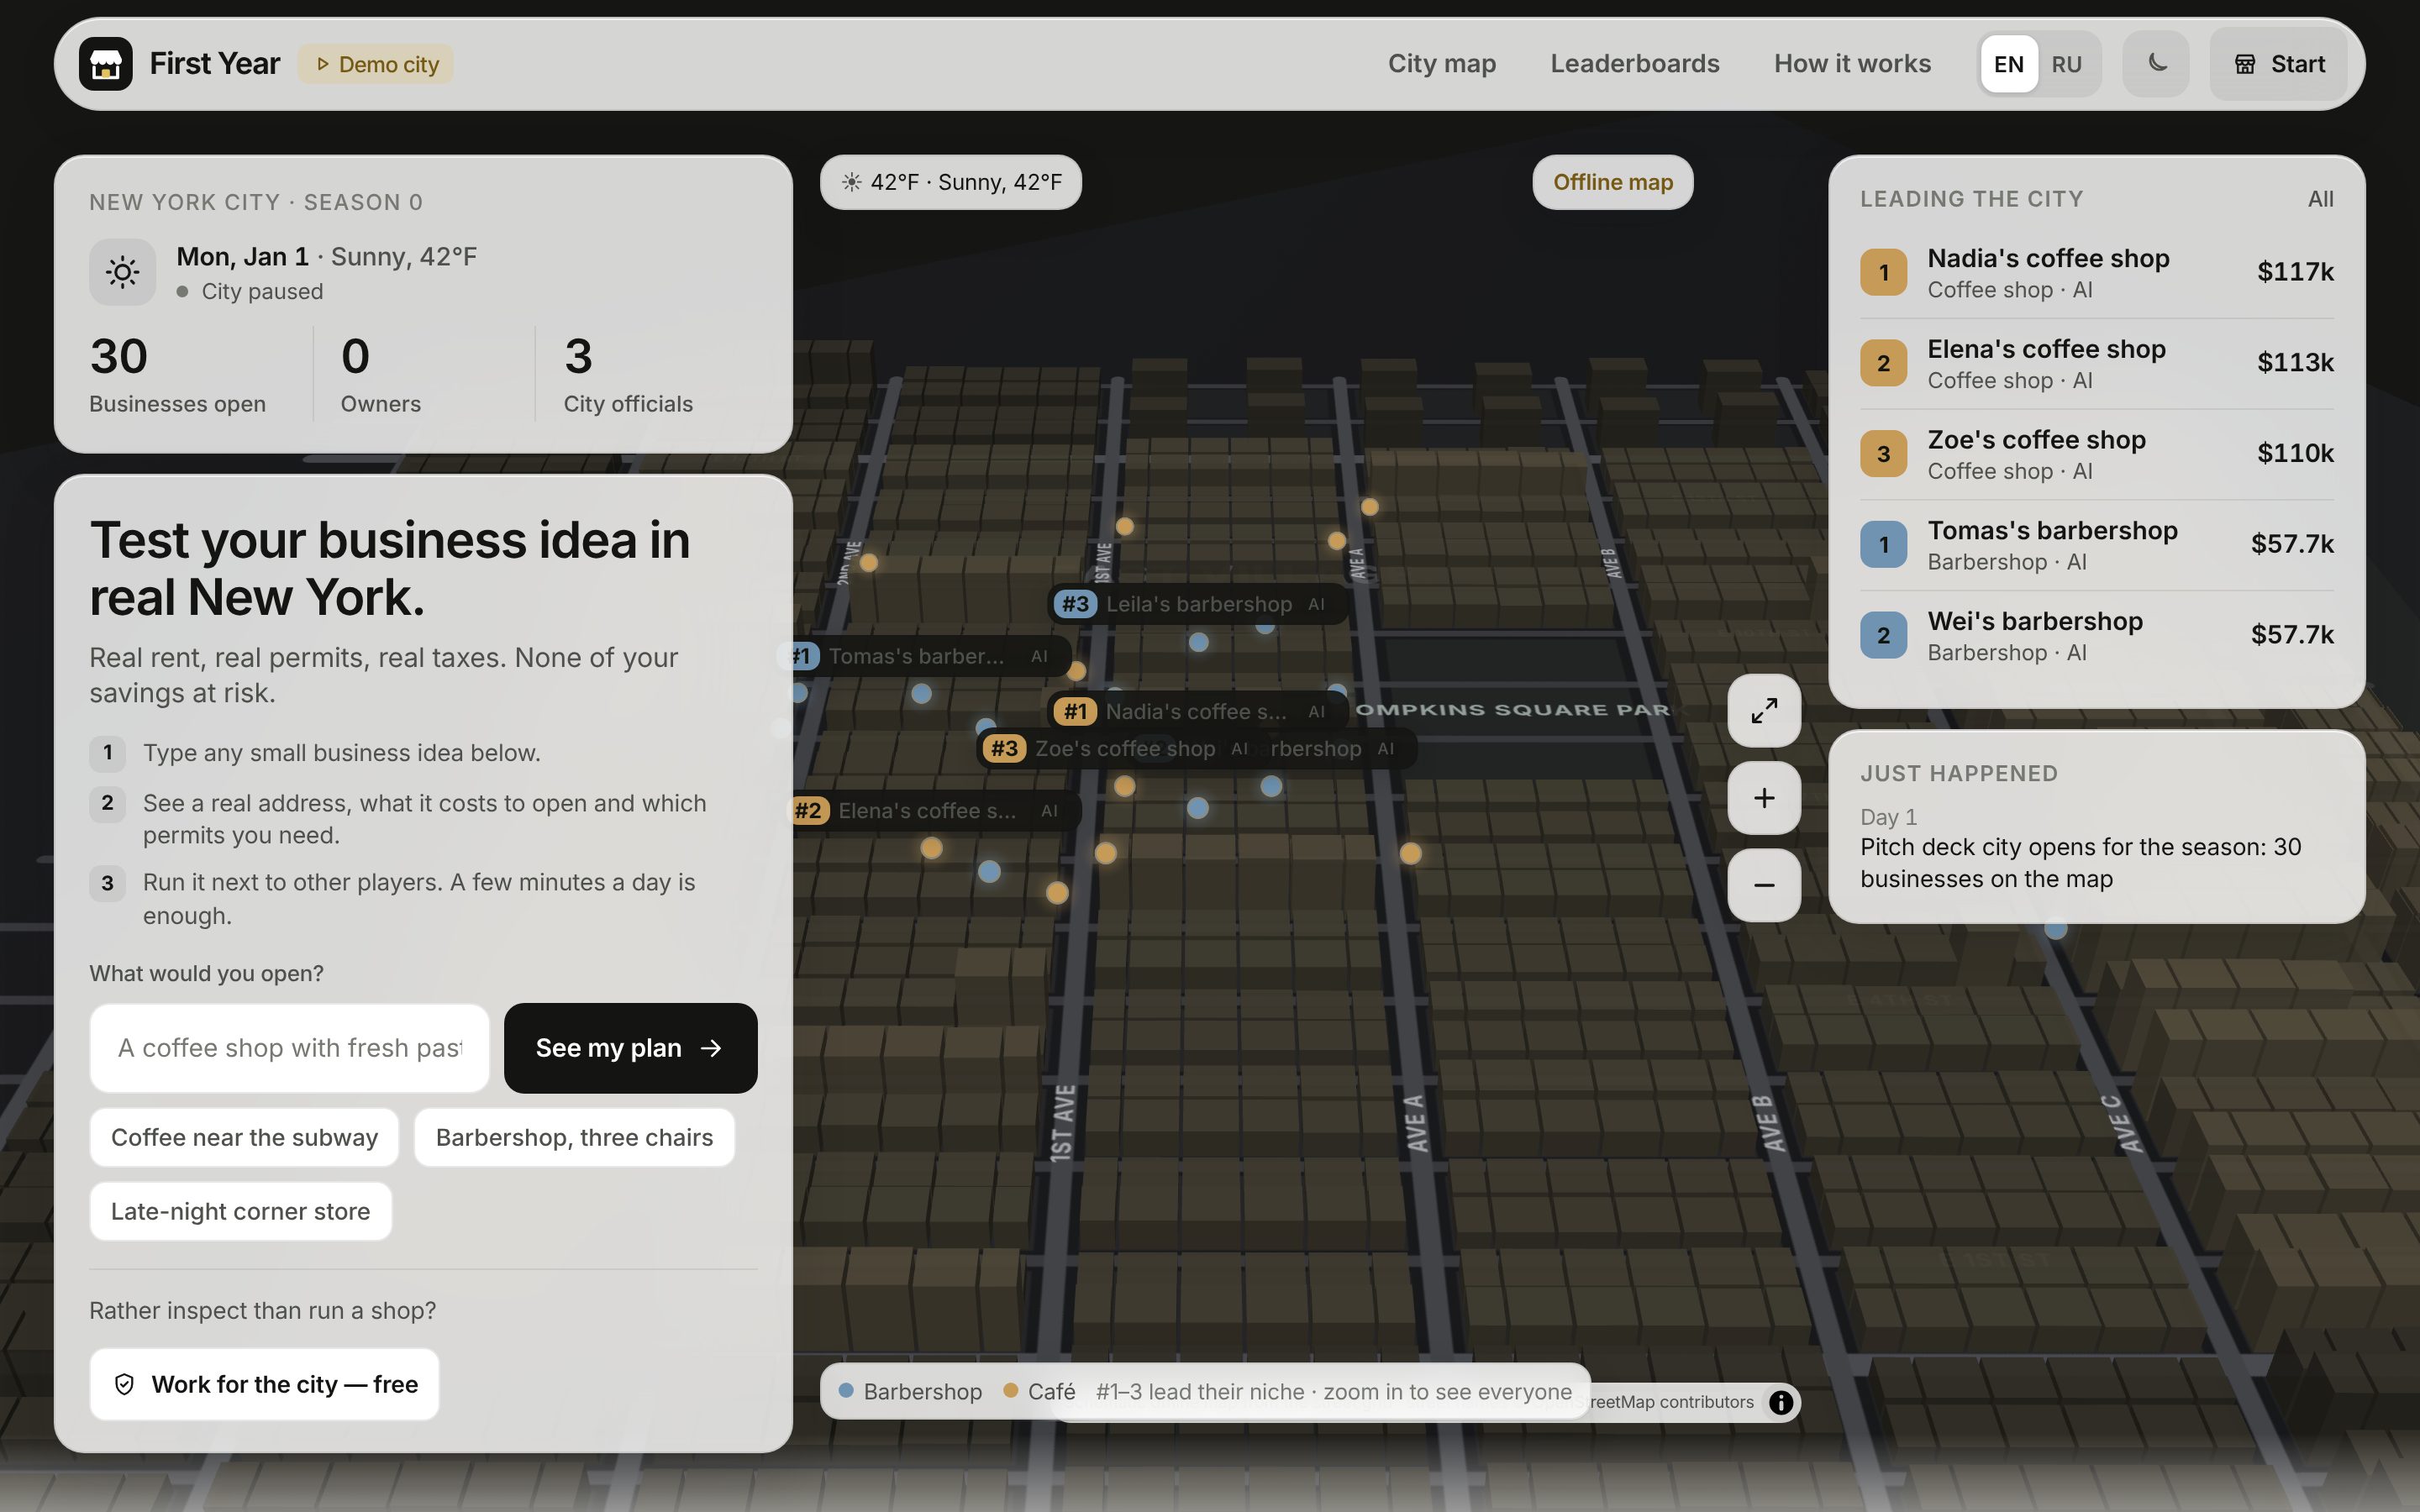 First Year
Demo city
City map
Leaderboards
How it works
EN
RU
Start
NEW YORK CITY · SEASON 0
Mon, Jan 1 · Sunny, 42°F
City paused
30
Businesses open
0
Owners
3
City officials
Test your business idea in
real New York.
Real rent, real permits, real taxes. None of your
savings at risk.
1 Type any small business idea below.
2 See a real address, what it costs to open and which
permits you need.
3 Run it next to other players. A few minutes a day is
enough.
What would you open?
A coffee shop with fresh past
See my plan →
Coffee near the subway
Barbershop, three chairs
Late-night corner store
Rather inspect than run a shop?
Work for the city — free
42°F · Sunny, 42°F
Offline map
2ND AVE
1ST AVE
AVE A
AVE B
#3 Leila's barbershop AI
#1 Tomas's barber... AI
#1 Nadia's coffee s... AI
OMPKINS SQUARE PARK
#3 Zoe's coffee shop AI
rbershop AI
#2 Elena's coffee s... AI
E 4TH ST
1ST AVE
AVE A
AVE B
AVE C
E 1ST ST
Barbershop
Café
#1–3 lead their niche · zoom in to see everyone
reetMap contributors
LEADING THE CITY
All
1 Nadia's coffee shop $117k
Coffee shop · AI
2 Elena's coffee shop $113k
Coffee shop · AI
3 Zoe's coffee shop $110k
Coffee shop · AI
1 Tomas's barbershop $57.7k
Barbershop · AI
2 Wei's barbershop $57.7k
Barbershop · AI
JUST HAPPENED
Day 1
Pitch deck city opens for the season: 30
businesses on the map